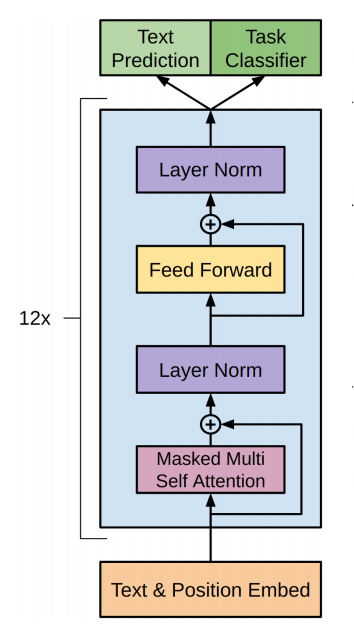 Text
Prediction
Task
Classifier
Layer Norm
Feed Forward
12x
Layer Norm
Masked Multi
Self Attention
Text & Position Embed